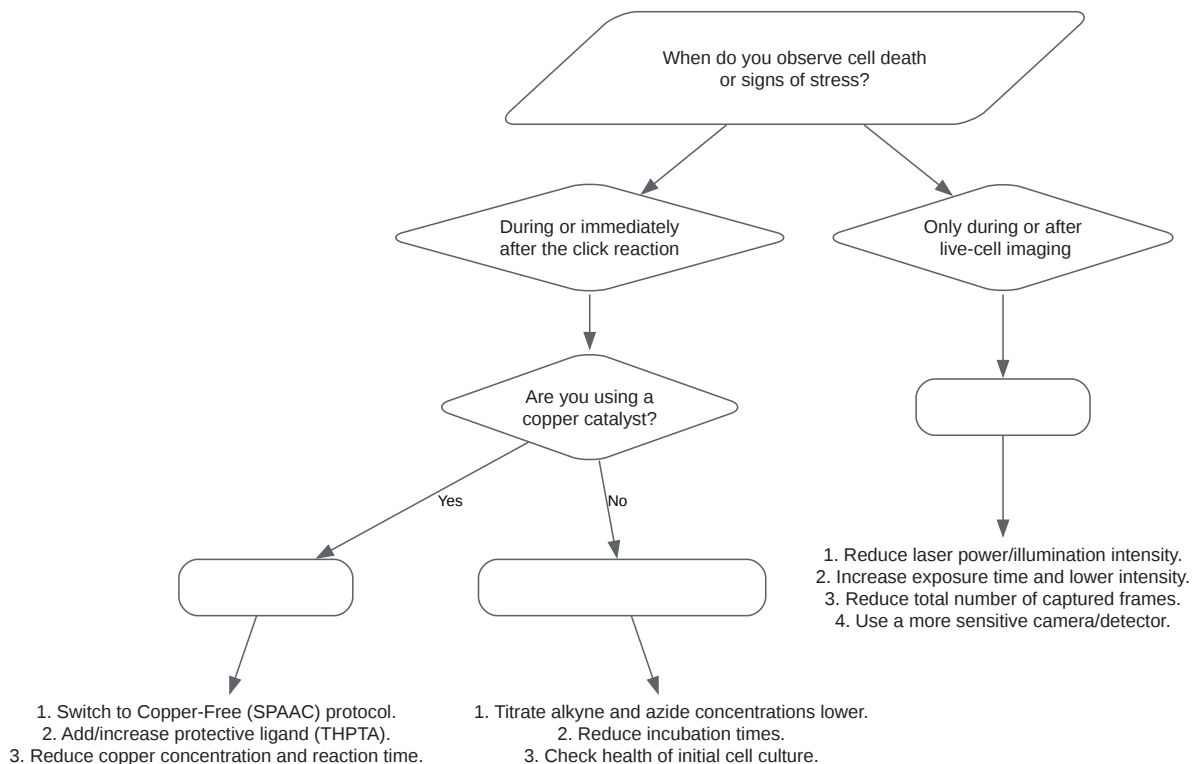 When do you observe cell death
or signs of stress?
During or immediately
after the click reaction
Only during or after
live-cell imaging
Are you using a
copper catalyst?
Yes
No
1. Reduce laser power/illumination intensity.
2. Increase exposure time and lower intensity.
3. Reduce total number of captured frames.
4. Use a more sensitive camera/detector.
1. Switch to Copper-Free (SPAAC) protocol.
2. Add/increase protective ligand (THPTA).
3. Reduce copper concentration and reaction time.
1. Titrate alkyne and azide concentrations lower.
2. Reduce incubation times.
3. Check health of initial cell culture.